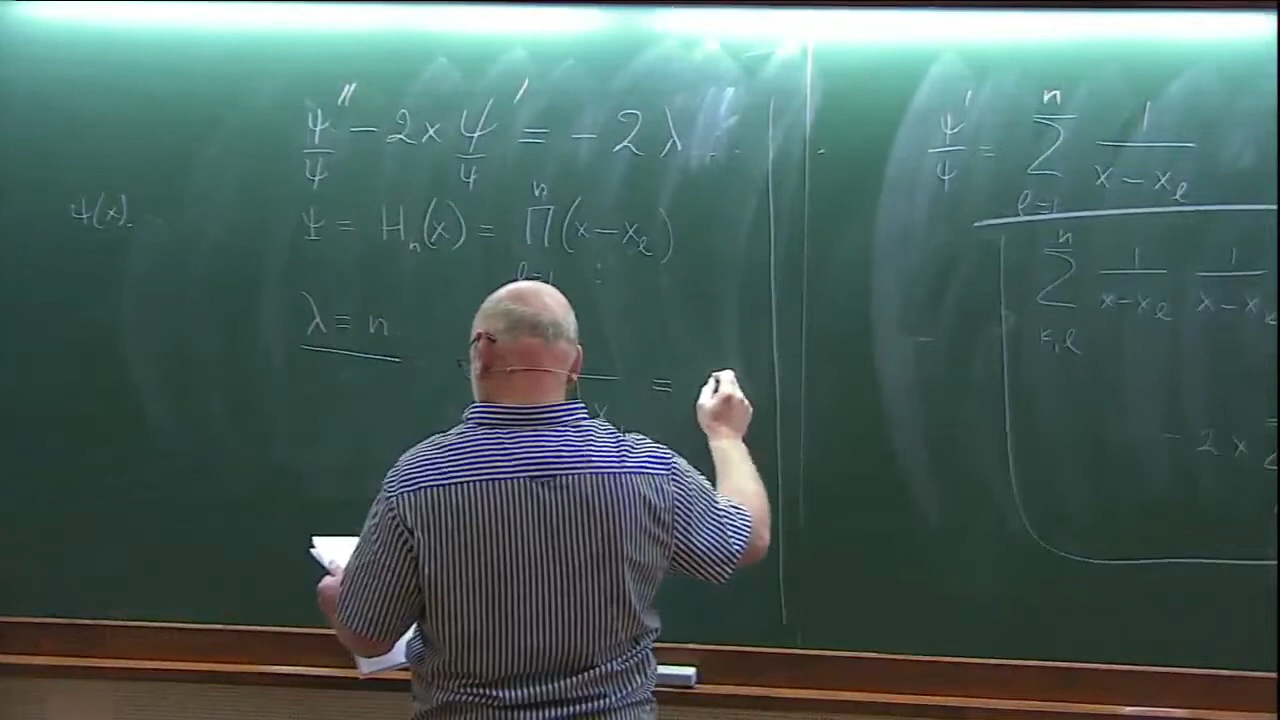 ψ''/ψ − 2x ψ'/ψ = − 2λ
ψ(x).
Ψ = H_n(x) = ∏_{l=1}^{n} (x − x_l)
λ = n
=
ψ'/ψ = ∑_{l=1}^{n} 1/(x − x_l)
∑_{k,l}^{n} 1/(x−x_l) 1/(x−x_k
− 2x